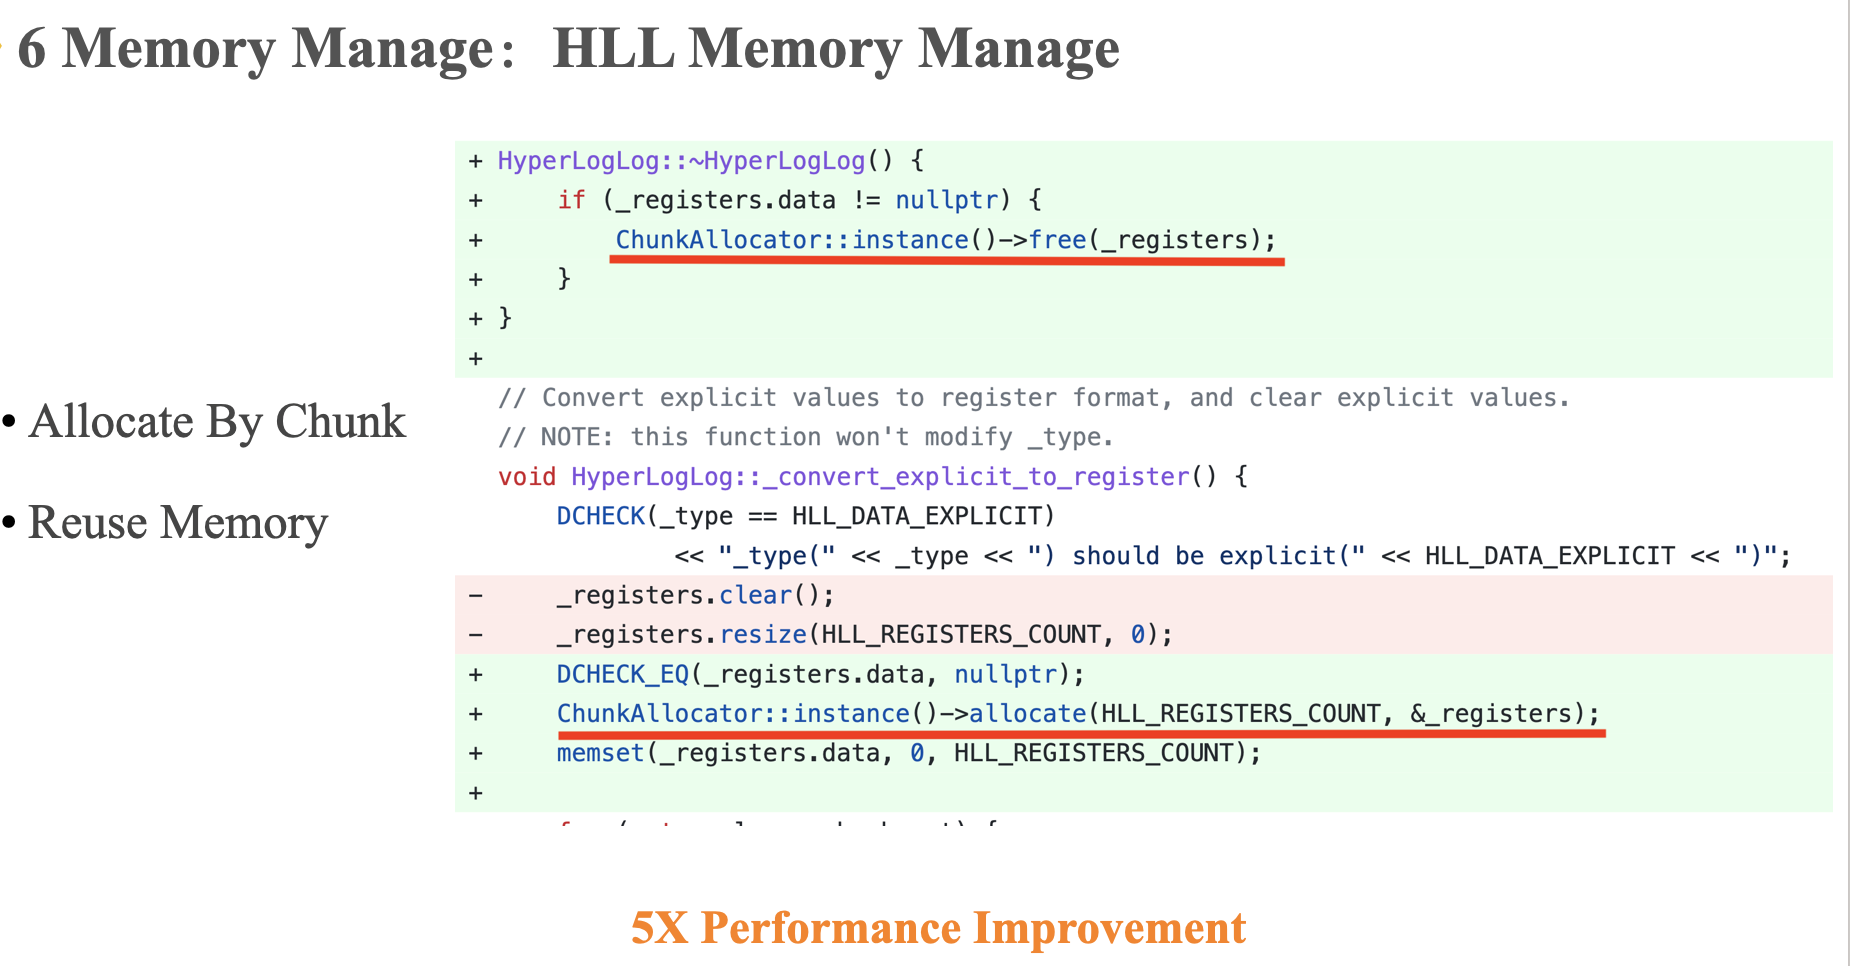 6 Memory Manage： HLL Memory Manage
+ HyperLogLog::~HyperLogLog() {
+     if (_registers.data != nullptr) {
+         ChunkAllocator::instance()->free(_registers);
+     }
+ }
+
// Convert explicit values to register format, and clear explicit values.
• Allocate By Chunk
// NOTE: this function won't modify _type.
void HyperLogLog::_convert_explicit_to_register() {
DCHECK(_type == HLL_DATA_EXPLICIT)
• Reuse Memory
<< "_type(" << _type << ") should be explicit(" << HLL_DATA_EXPLICIT << ")";
-     _registers.clear();
-     _registers.resize(HLL_REGISTERS_COUNT, 0);
+     DCHECK_EQ(_registers.data, nullptr);
+     ChunkAllocator::instance()->allocate(HLL_REGISTERS_COUNT, &_registers);
+     memset(_registers.data, 0, HLL_REGISTERS_COUNT);
+
5X Performance Improvement